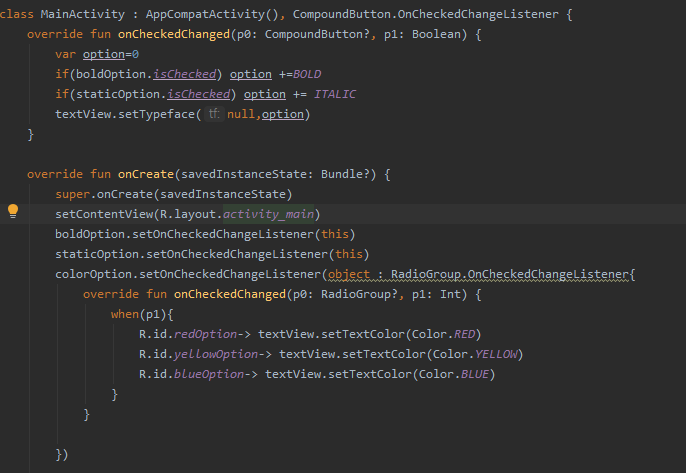 class MainActivity : AppCompatActivity(), CompoundButton.OnCheckedChangeListener {
    override fun onCheckedChanged(p0: CompoundButton?, p1: Boolean) {
        var option=0
        if(boldOption.isChecked) option +=BOLD
        if(staticOption.isChecked) option += ITALIC
        textView.setTypeface( tf: null,option)
    }
    override fun onCreate(savedInstanceState: Bundle?) {
        super.onCreate(savedInstanceState)
        setContentView(R.layout.activity_main)
        boldOption.setOnCheckedChangeListener(this)
        staticOption.setOnCheckedChangeListener(this)
        colorOption.setOnCheckedChangeListener(object : RadioGroup.OnCheckedChangeListener{
            override fun onCheckedChanged(p0: RadioGroup?, p1: Int) {
                when(p1){
                    R.id.redOption-> textView.setTextColor(Color.RED)
                    R.id.yellowOption-> textView.setTextColor(Color.YELLOW)
                    R.id.blueOption-> textView.setTextColor(Color.BLUE)
                }
            }
        })